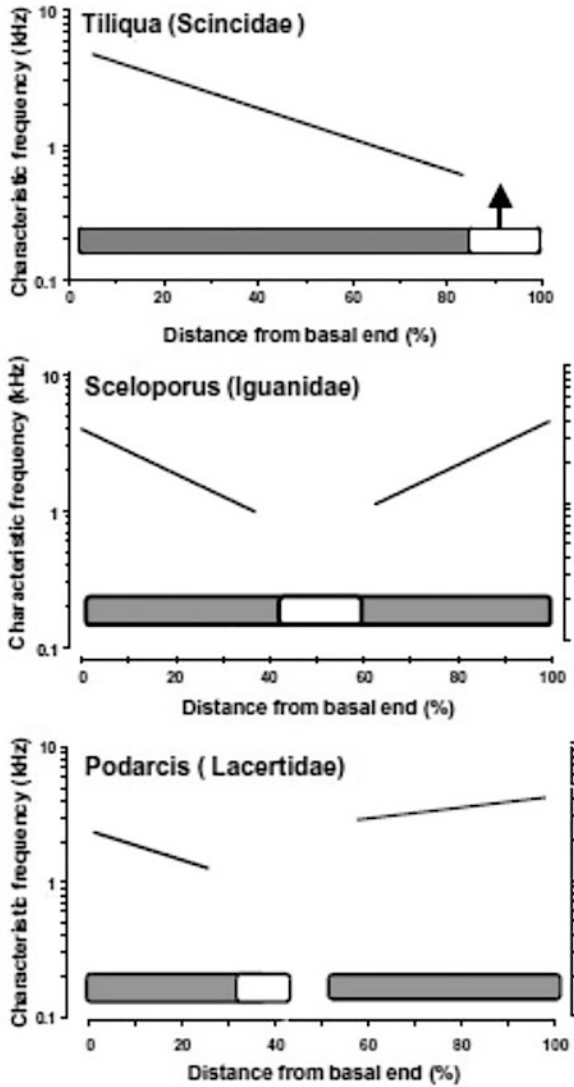 Tiliqua (Scincidae )
Characteristic frequency (kHz)
10
1
0.1
0 20 40 60 80 100
Distance from basal end (%)
Sceloporus (Iguanidae)
Characteristic frequency (kHz)
10
1
0.1
0 20 40 60 80 100
Distance from basal end (%)
Podarcis ( Lacertidae)
Characteristic frequency (kHz)
10
1
0.1
0 20 40 60 80 100
Distance from basal end (%)